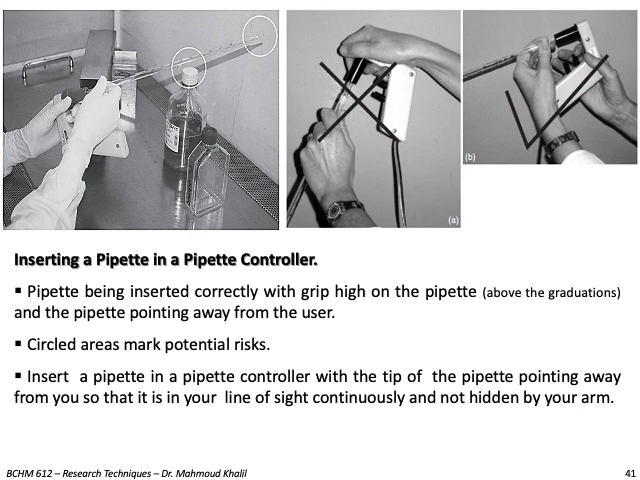 (a)
(b)
Inserting a Pipette in a Pipette Controller.
▪ Pipette being inserted correctly with grip high on the pipette (above the graduations)
and the pipette pointing away from the user.
▪ Circled areas mark potential risks.
▪ Insert a pipette in a pipette controller with the tip of the pipette pointing away
from you so that it is in your line of sight continuously and not hidden by your arm.
BCHM 612 – Research Techniques – Dr. Mahmoud Khalil
41